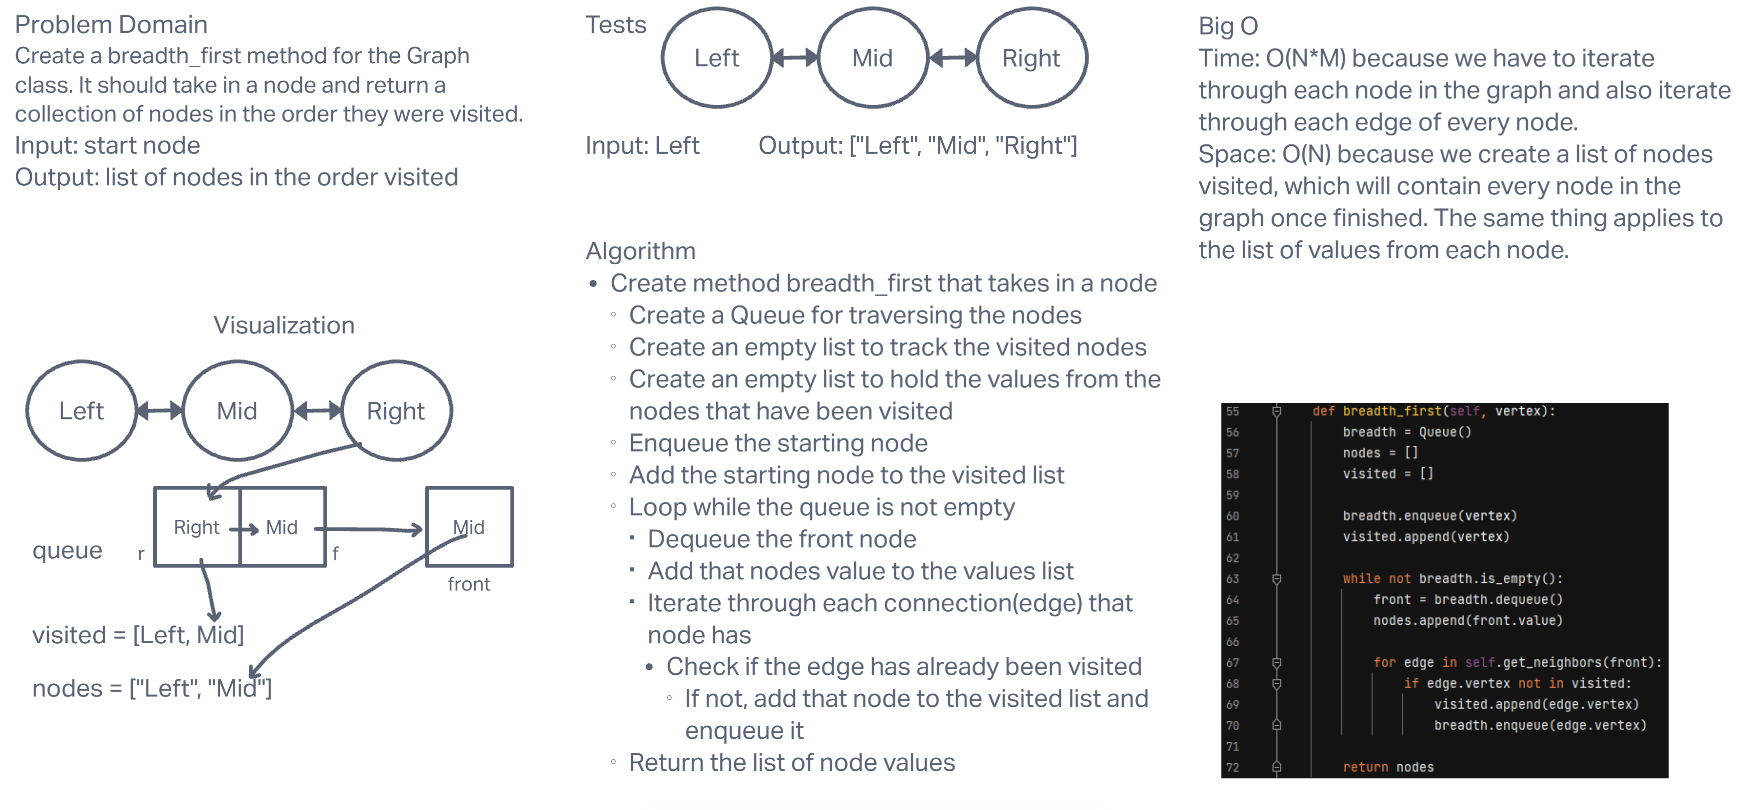 Problem Domain
Create a breadth_first method for the Graph
class. It should take in a node and return a
collection of nodes in the order they were visited.
Input: start node
Output: list of nodes in the order visited
Visualization
Left
Mid
Right
Right
Mid
Mid
queue
r
f
front
visited = [Left, Mid]
nodes = ["Left", "Mid"]
Tests
Left
Mid
Right
Input: Left
Output: ["Left", "Mid", "Right"]
Algorithm
• Create method breadth_first that takes in a node
◦ Create a Queue for traversing the nodes
◦ Create an empty list to track the visited nodes
◦ Create an empty list to hold the values from the
nodes that have been visited
◦ Enqueue the starting node
◦ Add the starting node to the visited list
◦ Loop while the queue is not empty
▪ Dequeue the front node
▪ Add that nodes value to the values list
▪ Iterate through each connection(edge) that
node has
• Check if the edge has already been visited
◦ If not, add that node to the visited list and
enqueue it
◦ Return the list of node values
Big O
Time: O(N*M) because we have to iterate
through each node in the graph and also iterate
through each edge of every node.
Space: O(N) because we create a list of nodes
visited, which will contain every node in the
graph once finished. The same thing applies to
the list of values from each node.
55 def breadth_first(self, vertex):
56 breadth = Queue()
57 nodes = []
58 visited = []
59
60 breadth.enqueue(vertex)
61 visited.append(vertex)
62
63 while not breadth.is_empty():
64 front = breadth.dequeue()
65 nodes.append(front.value)
66
67 for edge in self.get_neighbors(front):
68 if edge.vertex not in visited:
69 visited.append(edge.vertex)
70 breadth.enqueue(edge.vertex)
71
72 return nodes